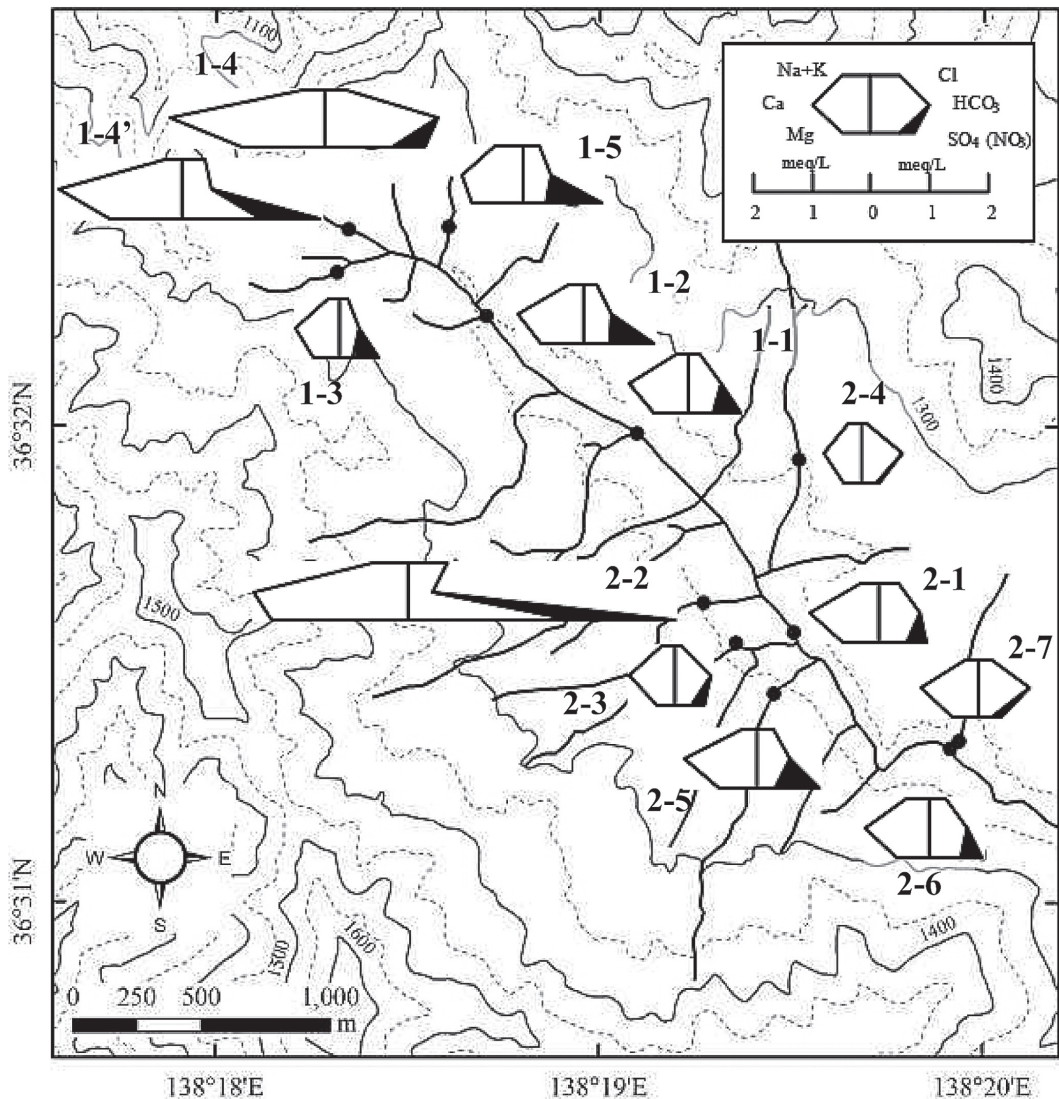 1100
1-4
1-4’
1-5
Na+K
Cl
Ca
HCO3
Mg
SO4 (NO3)
meq/L
meq/L
2
1
0
1
2
1-2
1-1
1400
1-3
2-4
1300
36°32'N
2-2
2-1
1500
2-7
2-3
2-5
N
W
E
S
2-6
36°31'N
1500
1600
1400
0
250
500
1,000
m
138°18'E
138°19'E
138°20'E